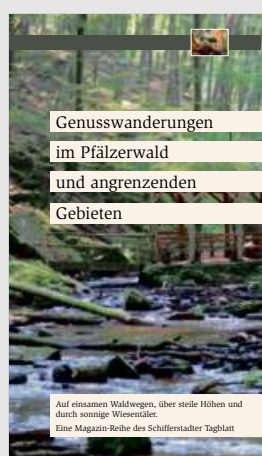 Genusswanderungen
im Pfälzerwald
und angrenzenden
Gebieten
Auf einsamen Waldwegen, über steile Höhen und
durch sonnige Wiesentäler.
Eine Magazin-Reihe des Schifferstadter Tagblatt